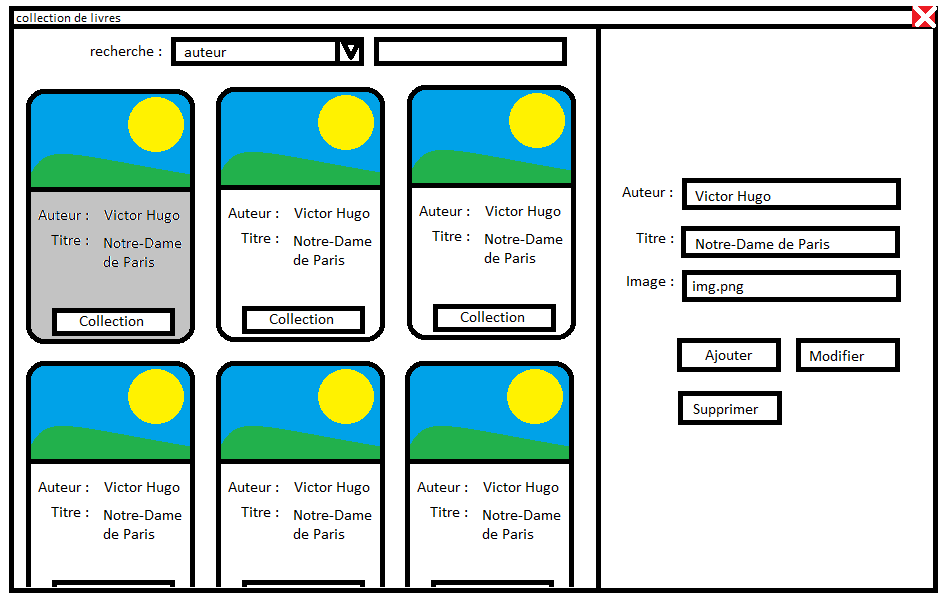 collection de livres
recherche : auteur
Auteur : Victor Hugo
Titre : Notre-Dame
de Paris
Collection
Auteur : Victor Hugo
Titre : Notre-Dame
de Paris
Collection
Auteur : Victor Hugo
Titre : Notre-Dame
de Paris
Collection
Auteur : Victor Hugo
Titre : Notre-Dame
de Paris
Auteur : Victor Hugo
Titre : Notre-Dame
de Paris
Auteur : Victor Hugo
Titre : Notre-Dame
de Paris
Auteur : Victor Hugo
Titre : Notre-Dame de Paris
Image : img.png
Ajouter Modifier
Supprimer